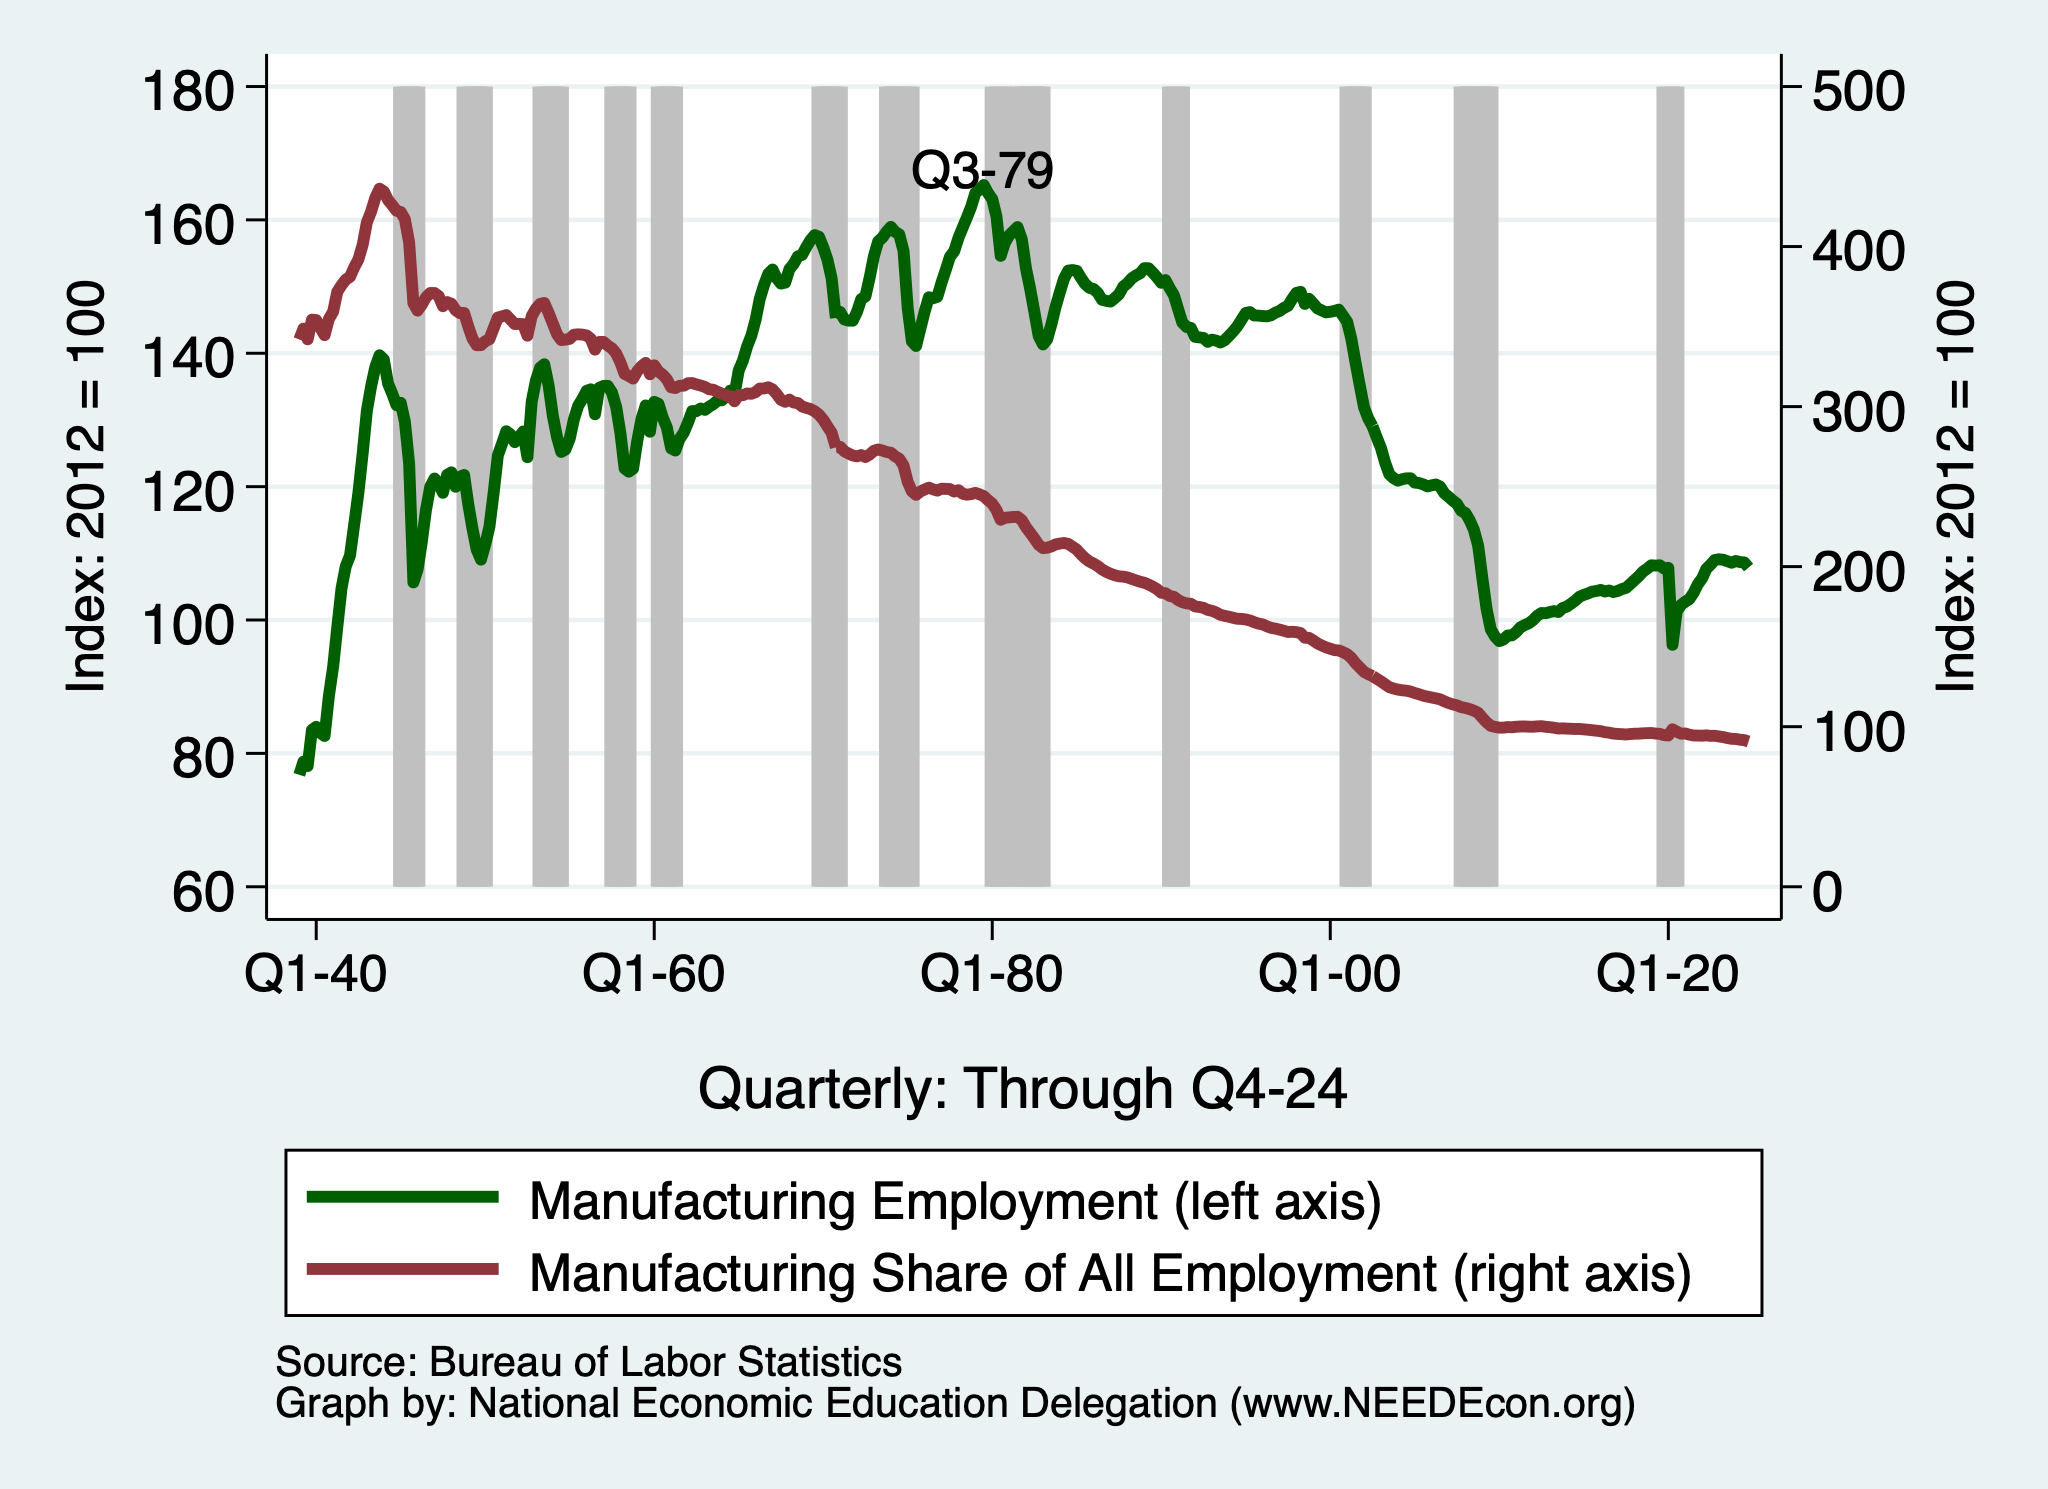 180
160
140
120
100
80
60
Index: 2012 = 100
Q3-79
500
400
300
200
100
0
Index: 2012 = 100
Q1-40 Q1-60 Q1-80 Q1-00 Q1-20
Quarterly: Through Q4-24
Manufacturing Employment (left axis)
Manufacturing Share of All Employment (right axis)
Source: Bureau of Labor Statistics
Graph by: National Economic Education Delegation (www.NEEDEcon.org)